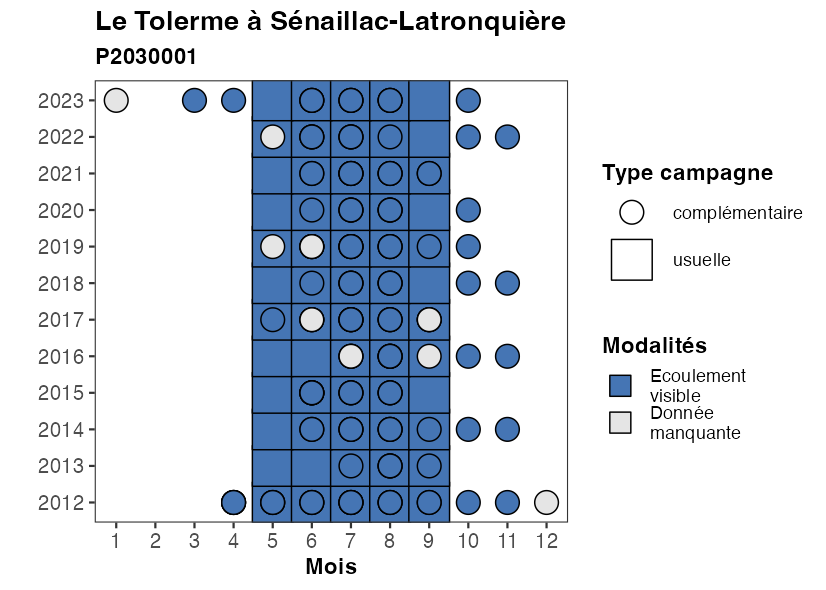 Le Tolerme à Sénaillac-Latronquière
P2030001
2023
2022
2021
2020
2019
2018
2017
2016
2015
2014
2013
2012
1 2 3 4 5 6 7 8 9 10 11 12
Mois
Type campagne
complémentaire
usuelle
Modalités
Ecoulement
visible
Donnée
manquante